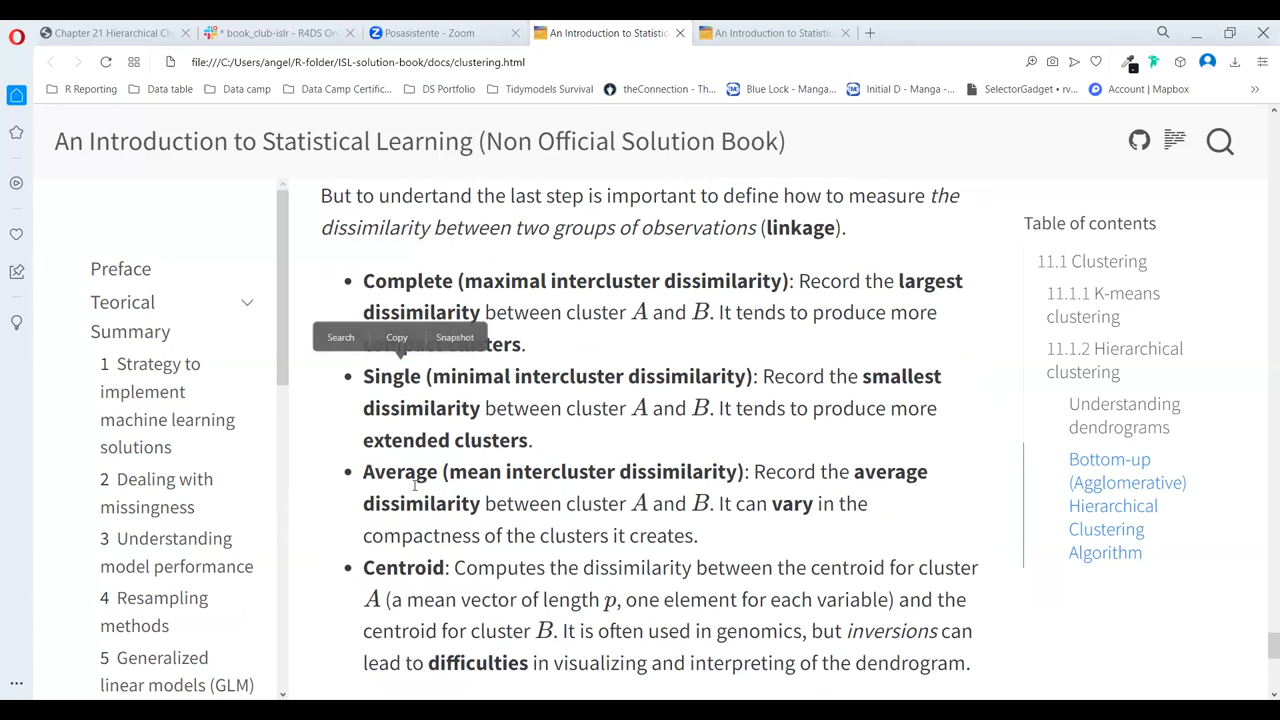 Chapter 21 Hierarchical Cl
* book_club-islr - R4DS On
Posasistente - Zoom
An Introduction to Statistic
An Introduction to Statistic
file:///C:/Users/angel/R-folder/ISL-solution-book/docs/clustering.html
R Reporting
Data table
Data camp
Data Camp Certific...
DS Portfolio
Tidymodels Survival
theConnection - Th...
Blue Lock - Manga...
Initial D - Manga -...
SelectorGadget • rv...
Account | Mapbox
An Introduction to Statistical Learning (Non Official Solution Book)
Preface
Teorical
Summary
1 Strategy to
implement
machine learning
solutions
2 Dealing with
missingness
3 Understanding
model performance
4 Resampling
methods
5 Generalized
linear models (GLM)
But to undertand the last step is important to define how to measure the
dissimilarity between two groups of observations (linkage).
• Complete (maximal intercluster dissimilarity): Record the largest
dissimilarity between cluster A and B. It tends to produce more
Search Copy Snapshot
compact clusters.
• Single (minimal intercluster dissimilarity): Record the smallest
dissimilarity between cluster A and B. It tends to produce more
extended clusters.
• Average (mean intercluster dissimilarity): Record the average
dissimilarity between cluster A and B. It can vary in the
compactness of the clusters it creates.
• Centroid: Computes the dissimilarity between the centroid for cluster
A (a mean vector of length p, one element for each variable) and the
centroid for cluster B. It is often used in genomics, but inversions can
lead to difficulties in visualizing and interpreting of the dendrogram.
Table of contents
11.1 Clustering
11.1.1 K-means
clustering
11.1.2 Hierarchical
clustering
Understanding
dendrograms
Bottom-up
(Agglomerative)
Hierarchical
Clustering
Algorithm